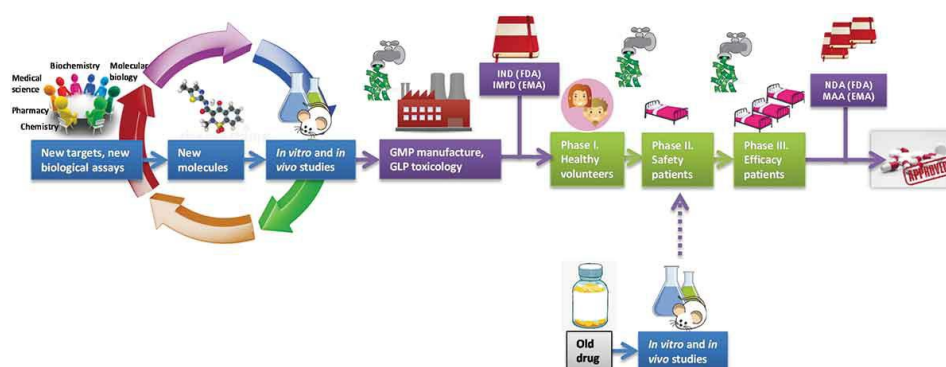 Biochemistry
Molecular
biology
Medical
science
Pharmacy
Chemistry
New targets, new
biological assays
New
molecules
In vitro and in
vivo studies
GMP manufacture,
GLP toxicology
IND (FDA)
IMPD (EMA)
Phase I.
Healthy
volunteers
Phase II.
Safety
patients
Phase III.
Efficacy
patients
NDA (FDA)
MAA (EMA)
APPROVED
Old
drug
In vitro and in
vivo studies